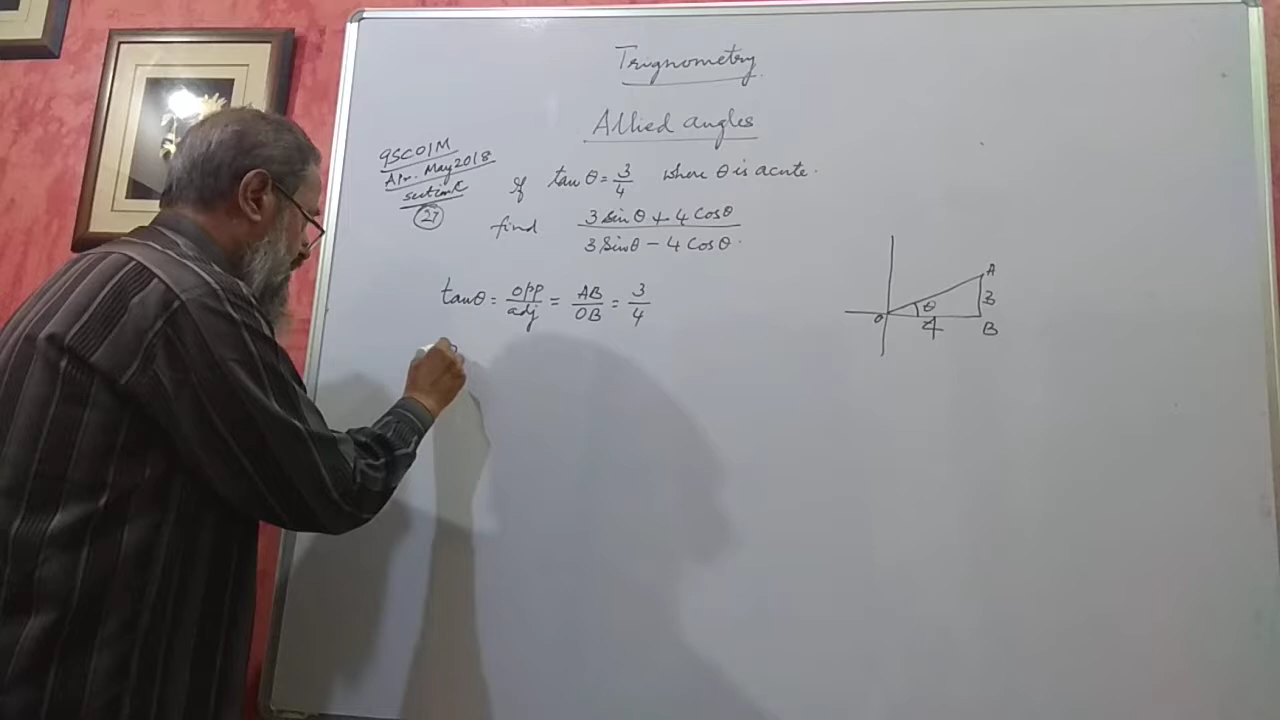 Trignometry
Allied angles
9SC01M
Apr. May 2018
section C
27
If tan θ = 3/4 where θ is acute.
find (3 sin θ + 4 Cos θ)/(3 Sin θ − 4 Cos θ).
tan θ = opp/adj = AB/OB = 3/4
A
3
θ
O
4
B